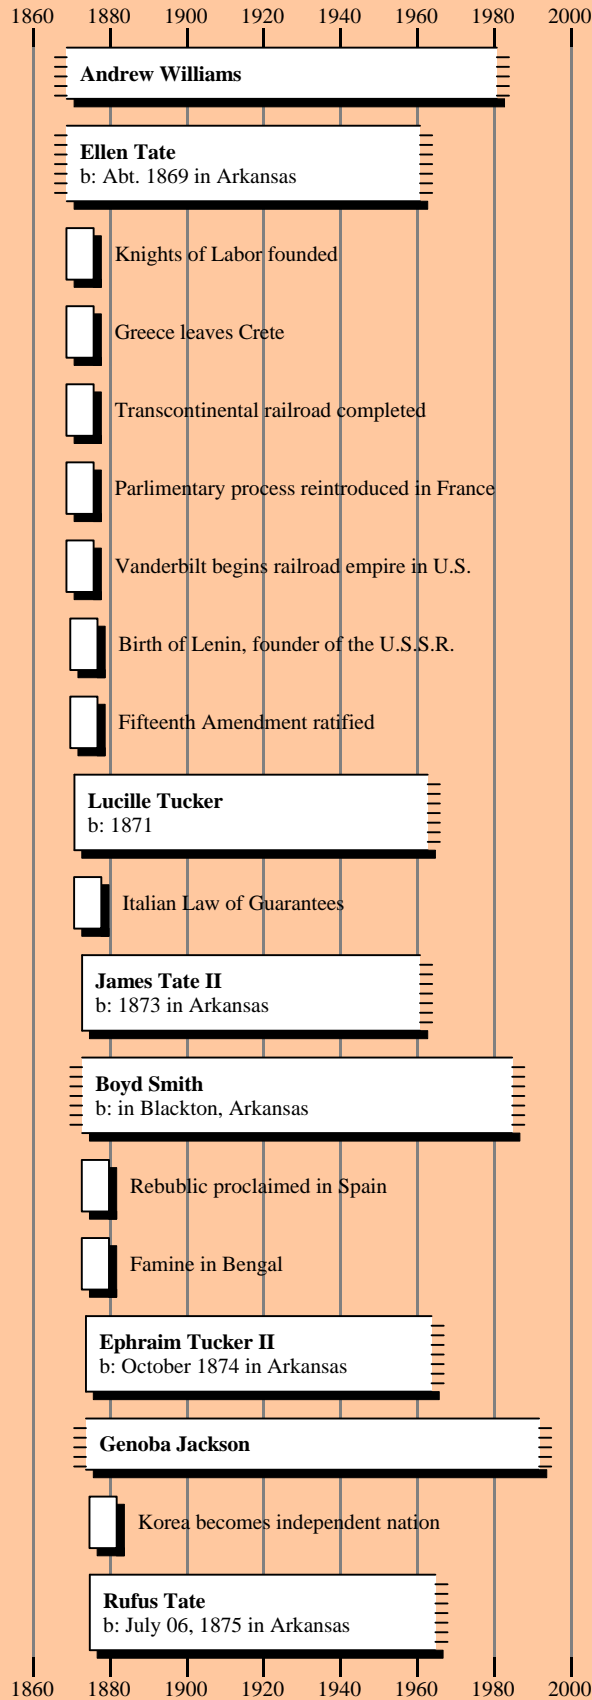 1860 1880 1900 1920 1940 1960 1980 2000
Andrew Williams
Ellen Tate
b: Abt. 1869 in Arkansas
Knights of Labor founded
Greece leaves Crete
Transcontinental railroad completed
Parlimentary process reintroduced in France
Vanderbilt begins railroad empire in U.S.
Birth of Lenin, founder of the U.S.S.R.
Fifteenth Amendment ratified
Lucille Tucker
b: 1871
Italian Law of Guarantees
James Tate II
b: 1873 in Arkansas
Boyd Smith
b: in Blackton, Arkansas
Rebublic proclaimed in Spain
Famine in Bengal
Ephraim Tucker II
b: October 1874 in Arkansas
Genoba Jackson
Korea becomes independent nation
Rufus Tate
b: July 06, 1875 in Arkansas
1860 1880 1900 1920 1940 1960 1980 2000